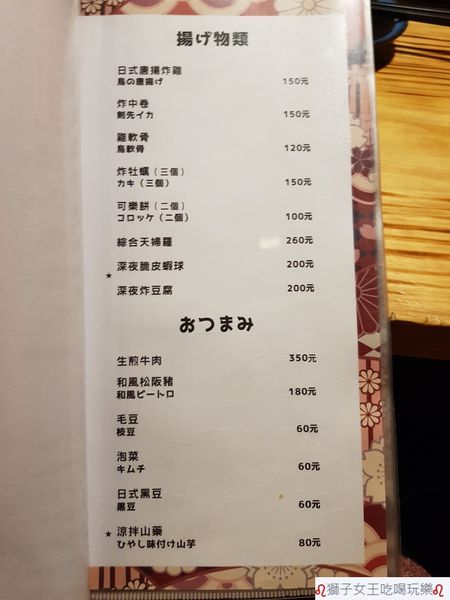 揚げ物類
日式唐揚炸雞
鳥の唐揚げ 150元
炸中卷
剣先イカ 150元
雞軟骨
鳥軟骨 120元
炸牡蠣（三個）
カキ（三個） 150元
可樂餅（二個）
コロッケ（二個） 100元
綜合天婦羅 260元
★ 深夜脆皮蝦球 200元
深夜炸豆腐 200元
おつまみ
生煎牛肉 350元
和風松阪豬
和風ピートロ 180元
毛豆
枝豆 60元
泡菜
キムチ 60元
日式黑豆
黒豆 60元
★ 涼拌山藥
ひやし味付け山芋 80元
♌獅子女王吃喝玩樂♌